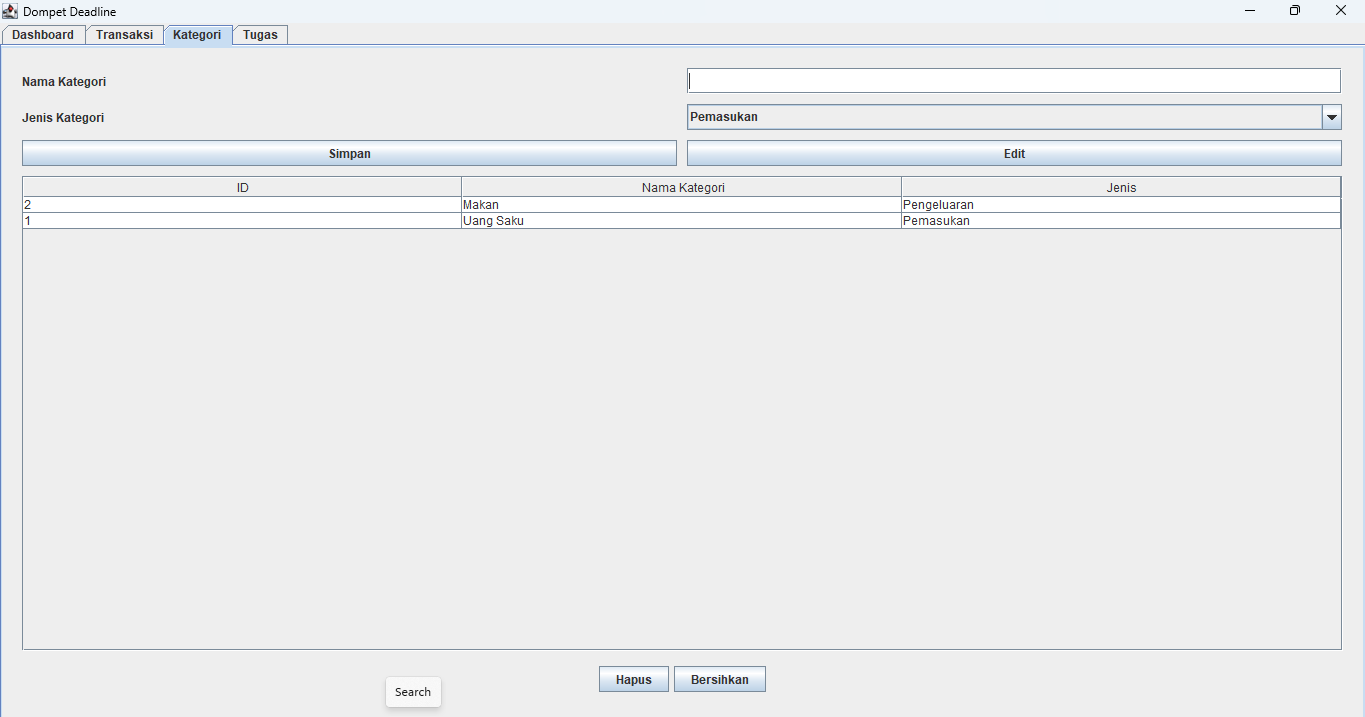 Dompet Deadline
Dashboard Transaksi Kategori Tugas
Nama Kategori
Jenis Kategori Pemasukan
Simpan Edit
ID Nama Kategori Jenis
2 Makan Pengeluaran
1 Uang Saku Pemasukan
Hapus Bersihkan
Search